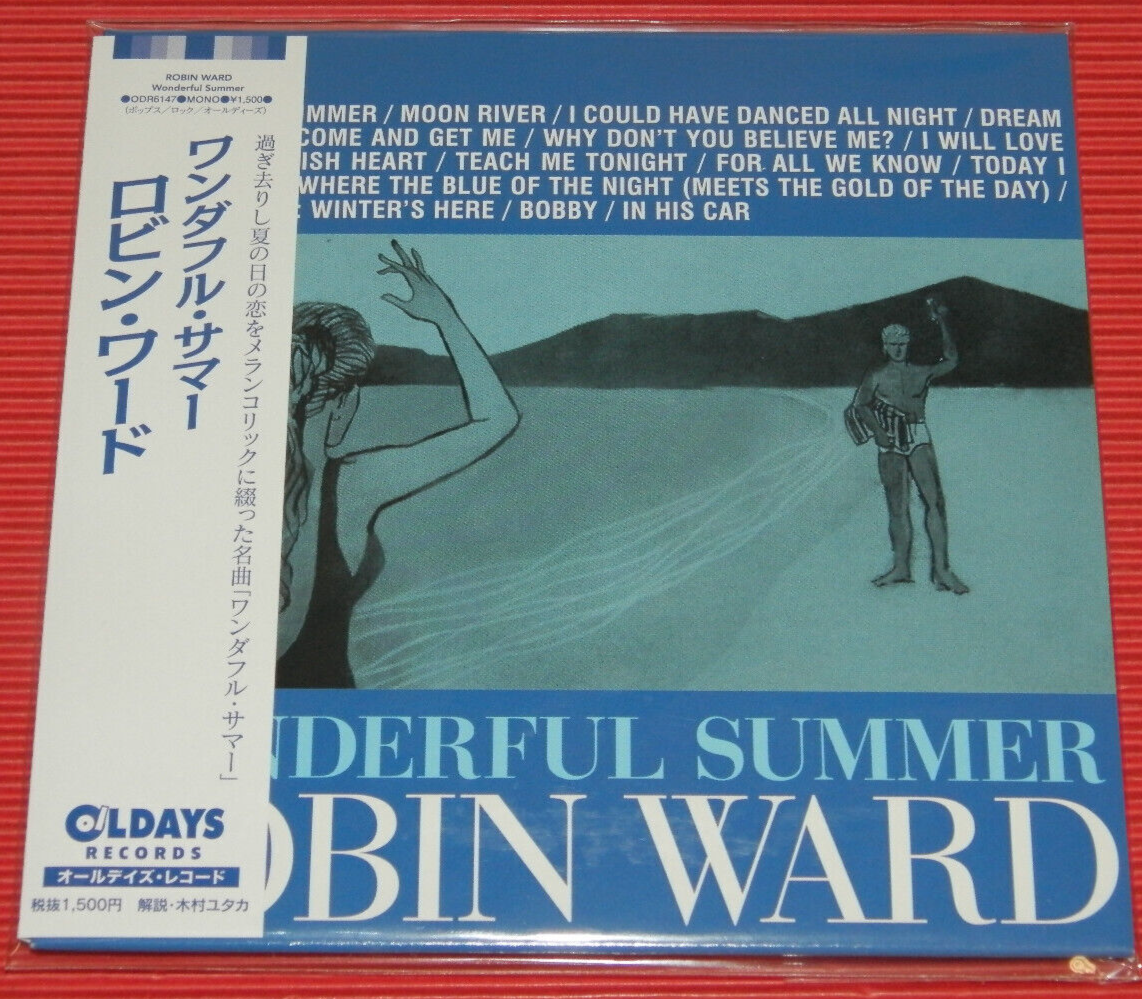 ROBIN WARD
Wonderful Summer
●ODR6147●MONO●¥1,500●
(ポップス/ロック/オールディーズ)
過ぎ去りし夏の日の恋をメランコリックに綴った名曲「ワンダフル・サマー」
ワンダフル・サマー
ロビン・ワード
OLDAYS
RECORDS
オールデイズ・レコード
税抜1,500円 解説・木村ユタカ
MMER / MOON RIVER / I COULD HAVE DANCED ALL NIGHT / DREAM
COME AND GET ME / WHY DON'T YOU BELIEVE ME? / I WILL LOVE
ISH HEART / TEACH ME TONIGHT / FOR ALL WE KNOW / TODAY I
WHERE THE BLUE OF THE NIGHT (MEETS THE GOLD OF THE DAY) /
: WINTER'S HERE / BOBBY / IN HIS CAR
NDERFUL SUMMER
OBIN WARD